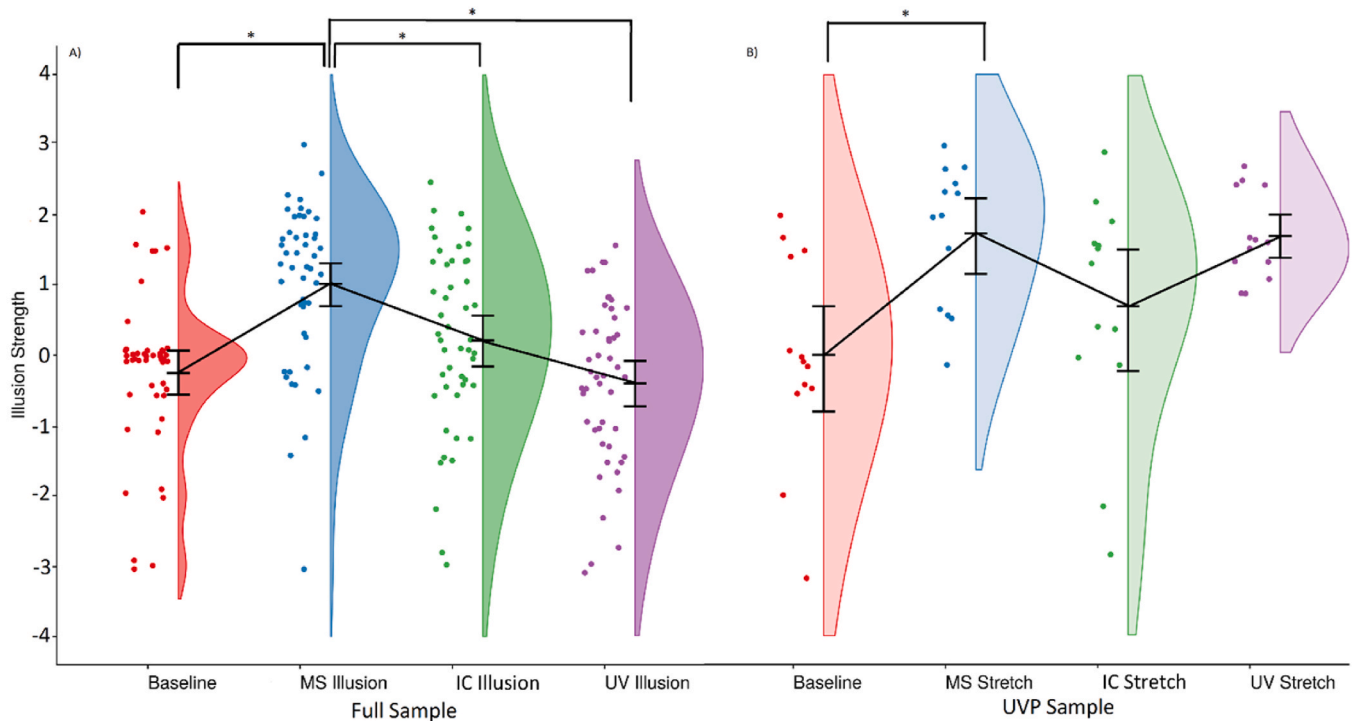 *
*
*
*
A)
B)
Illusion Strength
4
3
2
1
0
-1
-2
-3
-4
Baseline MS Illusion IC Illusion UV Illusion Baseline MS Stretch IC Stretch UV Stretch
Full Sample UVP Sample